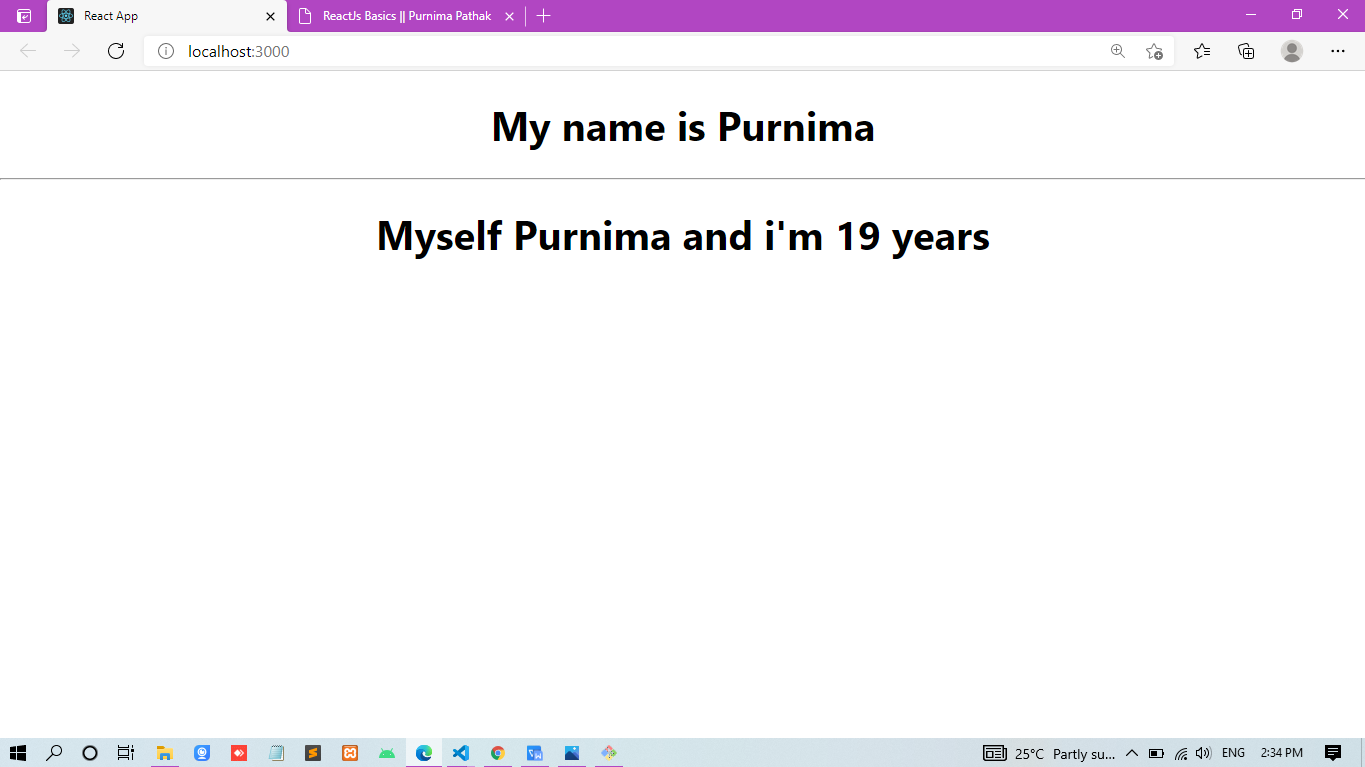 React App
ReactJs Basics || Purnima Pathak
localhost:3000
My name is Purnima
Myself Purnima and i'm 19 years
25°C Partly su... ENG 2:34 PM